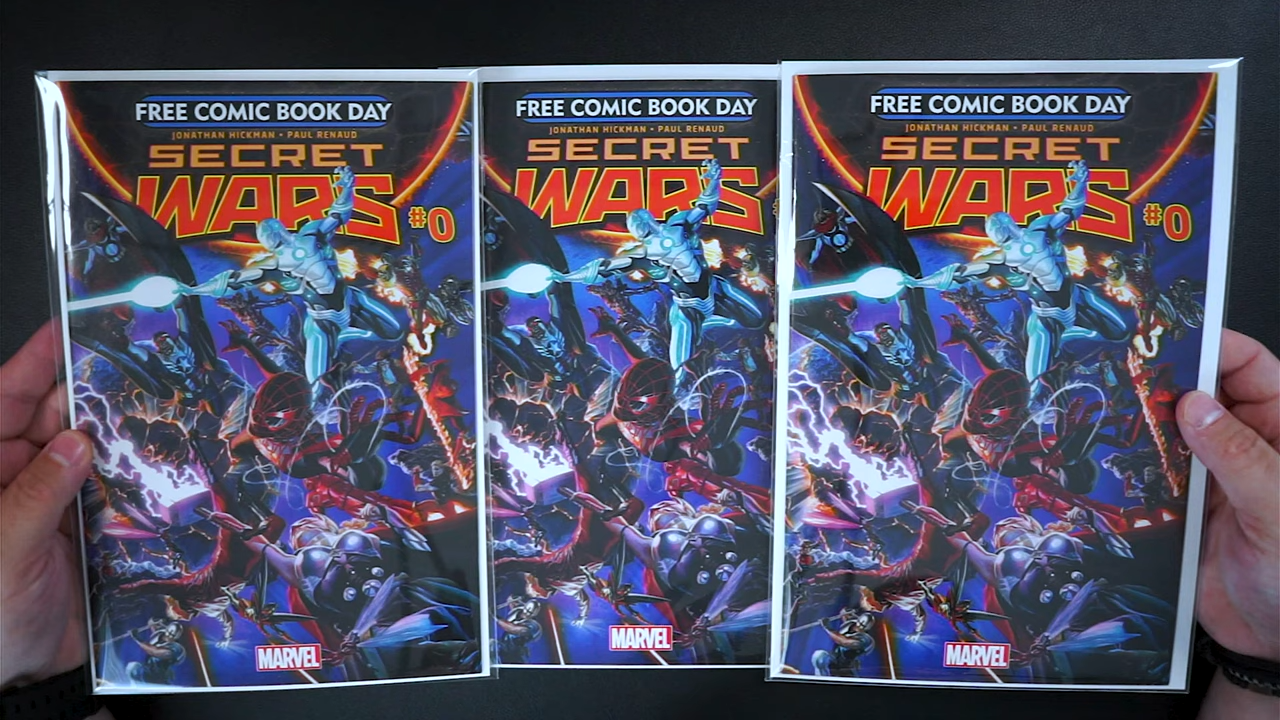 FREE COMIC BOOK DAY
JONATHAN HICKMAN • PAUL RENAUD
SECRET
WARS
#0
MARVEL
FREE COMIC BOOK DAY
JONATHAN HICKMAN • PAUL RENAUD
SECRET
WARS
MARVEL
FREE COMIC BOOK DAY
JONATHAN HICKMAN • PAUL RENAUD
SECRET
WARS
#0
MARVEL